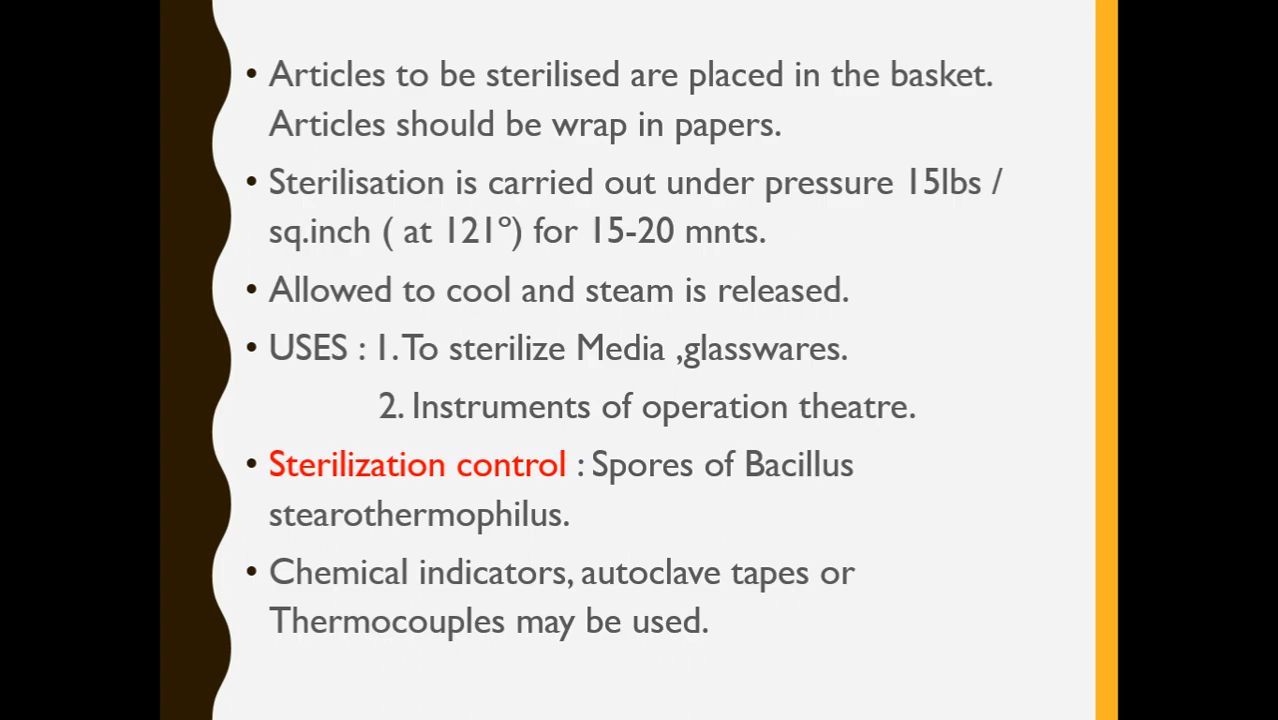 • Articles to be sterilised are placed in the basket.
Articles should be wrap in papers.
• Sterilisation is carried out under pressure 15lbs /
sq.inch ( at 121º) for 15-20 mnts.
• Allowed to cool and steam is released.
• USES : 1. To sterilize Media ,glasswares.
2. Instruments of operation theatre.
• Sterilization control : Spores of Bacillus
stearothermophilus.
• Chemical indicators, autoclave tapes or
Thermocouples may be used.